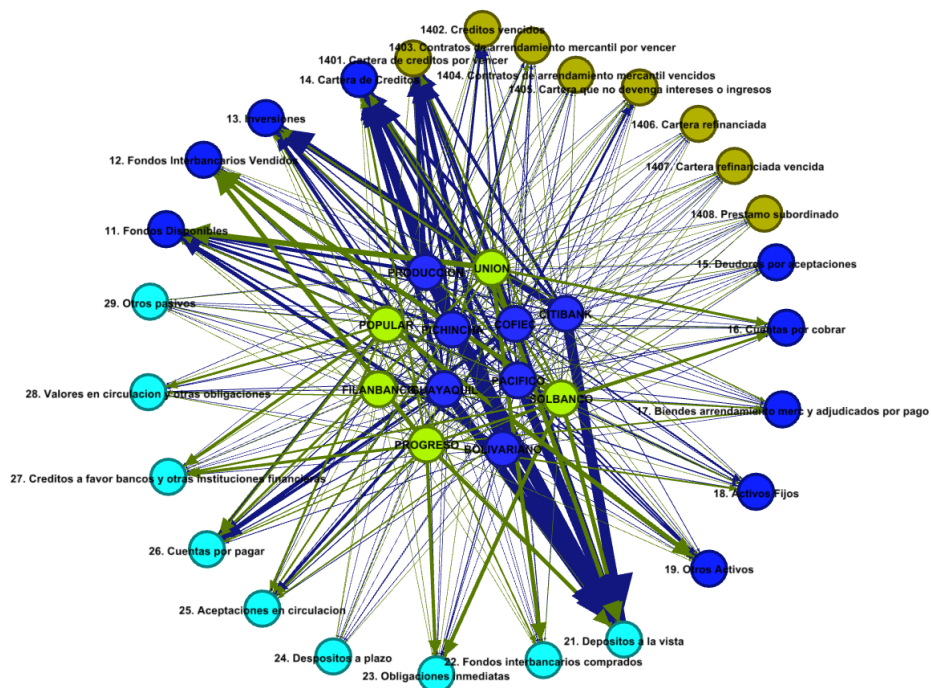 1402. Creditos vencidos
1403. Contratos de arrendamiento mercantil por vencer
1401. Cartera de creditos por vencer
1404. Contratos de arrendamiento mercantil vencidos
14. Cartera de Creditos
1405. Cartera que no devenga intereses o ingresos
13. Inversiones
1406. Cartera refinanciada
12. Fondos Interbancarios Vendidos
1407. Cartera refinanciada vencida
1408. Prestamo subordinado
11. Fondos Disponibles
15. Deudores por aceptaciones
PRODUCCION
UNION
29. Otros pasivos
CITIBANK
POPULAR
PICHINCHA
COFIEC
16. Cuentas por cobrar
28. Valores en circulacion y otras obligaciones
FILANBANCO
GUAYAQUIL
PACIFICO
SOLBANCO
17. Biendes arrendamiento merc y adjudicados por pago
PROGRESO
BOLIVARIANO
27. Creditos a favor bancos y otras instituciones financieras
18. Activos Fijos
26. Cuentas por pagar
19. Otros Activos
25. Aceptaciones en circulacion
21. Depositos a la vista
24. Despositos a plazo
22. Fondos interbancarios comprados
23. Obligaciones Inmediatas